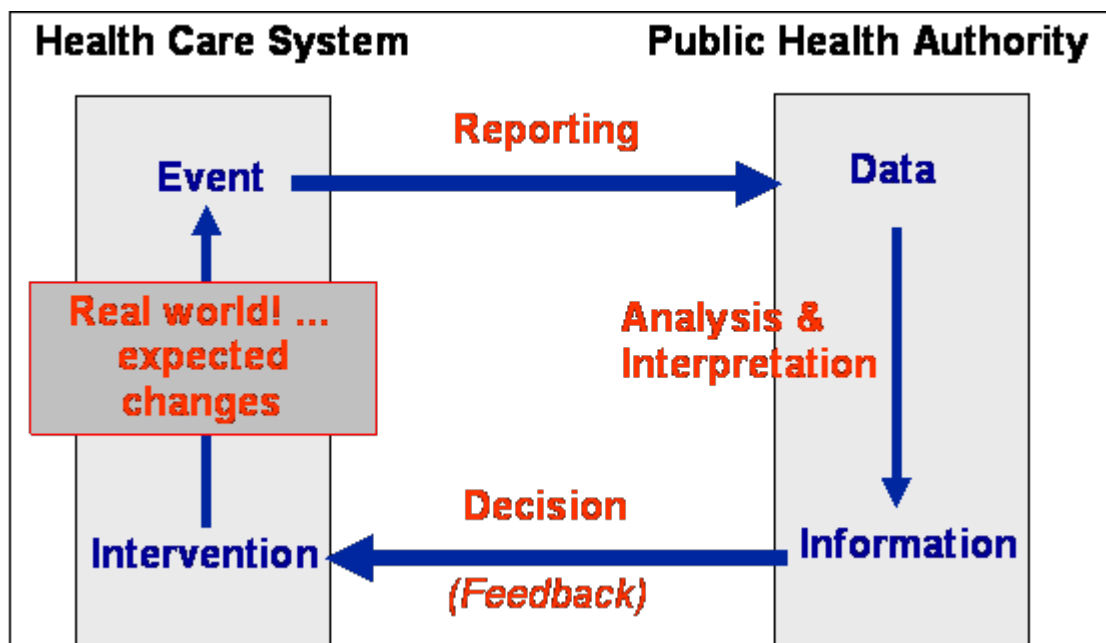 Health Care System
Public Health Authority
Reporting
Event
Data
Real world! ...
expected
changes
Analysis &
Interpretation
Decision
Intervention
Information
(Feedback)